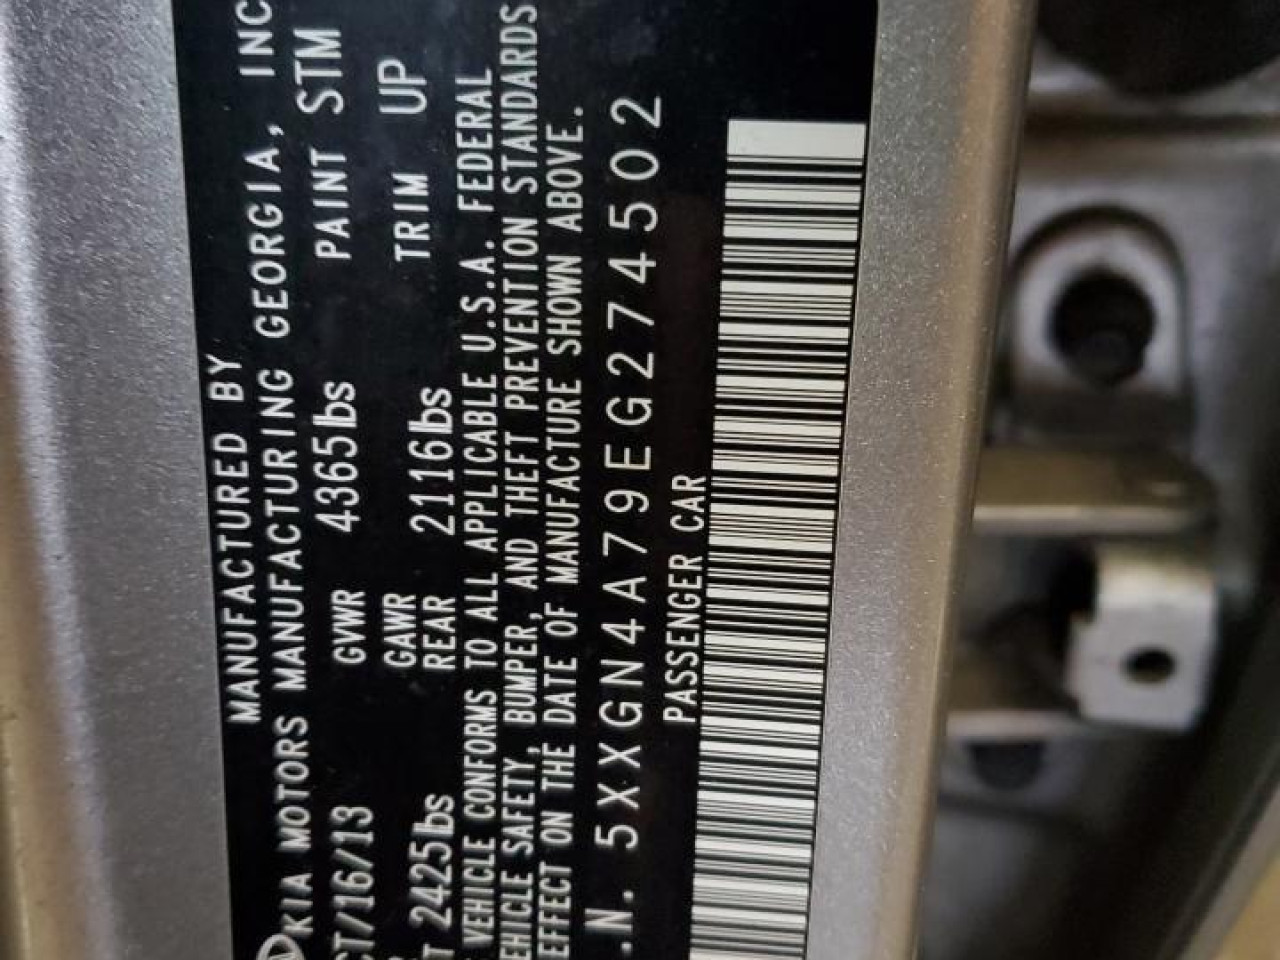 MANUFACTURED BY
KIA MOTORS MANUFACTURING GEORGIA, INC
CT/16/13 GVWR 4365lbs PAINT STM
T 2425lbs GAWR REAR 2116lbs TRIM UP
VEHICLE CONFORMS TO ALL APPLICABLE U.S.A. FEDERAL
EHICLE SAFETY, BUMPER, AND THEFT PREVENTION STANDARDS
EFFECT ON THE DATE OF MANUFACTURE SHOWN ABOVE.
.N. 5XXGN4A79EG274502
PASSENGER CAR